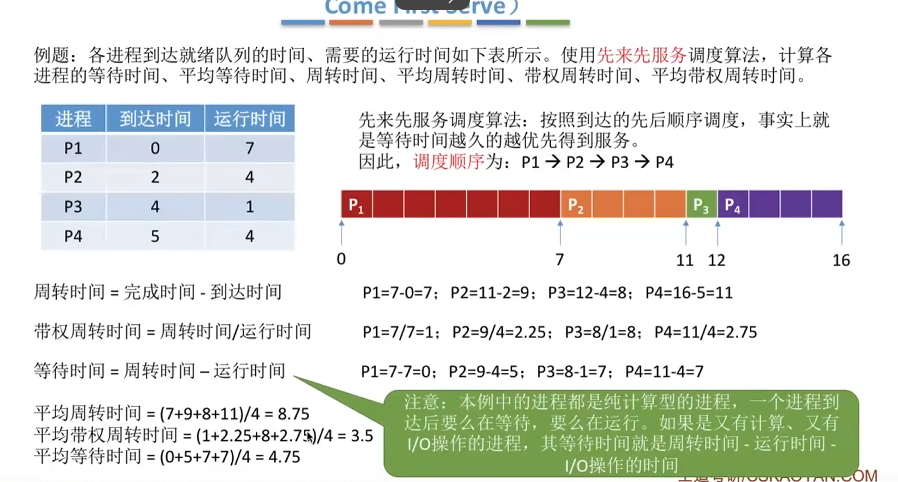 Come First Serve）
例题：各进程到达就绪队列的时间、需要的运行时间如下表所示。使用先来先服务调度算法，计算各
进程的等待时间、平均等待时间、周转时间、平均周转时间、带权周转时间、平均带权周转时间。
进程 到达时间 运行时间
P1 0 7
P2 2 4
P3 4 1
P4 5 4
先来先服务调度算法：按照到达的先后顺序调度，事实上就
是等待时间越久的越优先得到服务。
因此，调度顺序为：P1 → P2 → P3 → P4
P1 P2 P3 P4
0 7 11 12 16
周转时间 = 完成时间 - 到达时间 P1=7-0=7；P2=11-2=9；P3=12-4=8；P4=16-5=11
带权周转时间 = 周转时间/运行时间 P1=7/7=1；P2=9/4=2.25；P3=8/1=8；P4=11/4=2.75
等待时间 = 周转时间 – 运行时间 P1=7-7=0；P2=9-4=5；P3=8-1=7；P4=11-4=7
平均周转时间 = (7+9+8+11)/4 = 8.75
平均带权周转时间 = (1+2.25+8+2.75)/4 = 3.5
平均等待时间 = (0+5+7+7)/4 = 4.75
注意：本例中的进程都是纯计算型的进程，一个进程到
达后要么在等待，要么在运行。如果是又有计算、又有
I/O操作的进程，其等待时间就是周转时间 - 运行时间 -
I/O操作的时间
王道考研/CSKAOYAN.COM